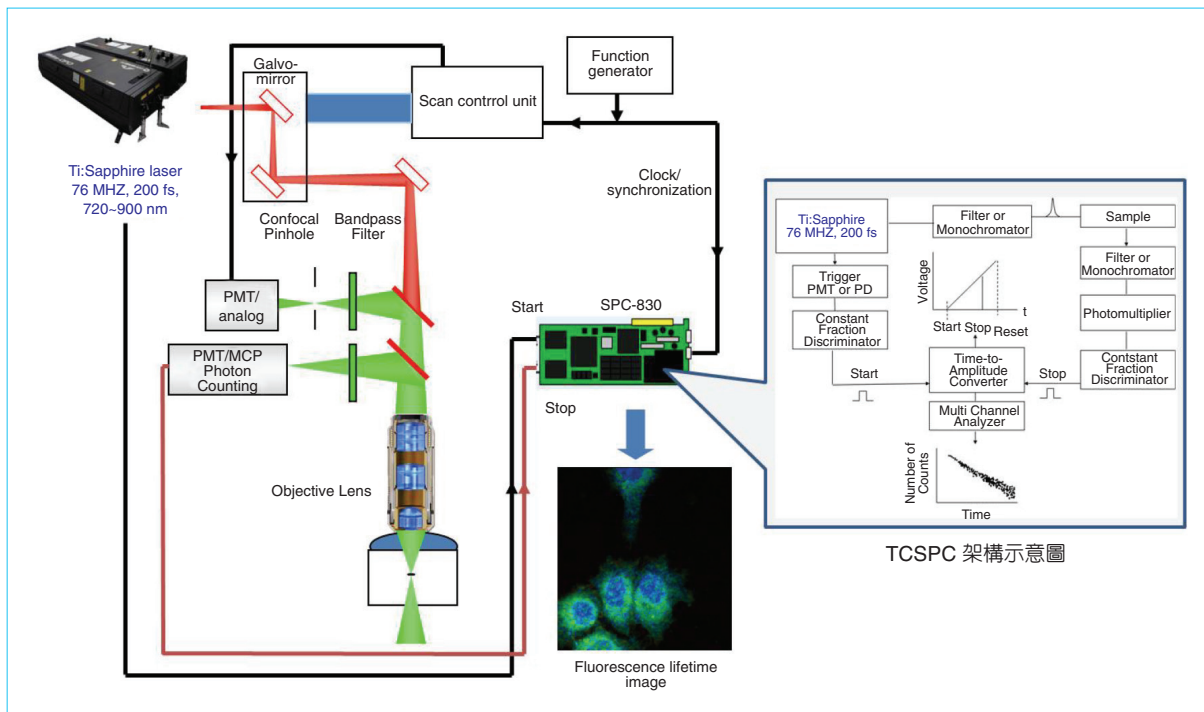 Ti:Sapphire laser
76 MHZ, 200 fs,
720~900 nm
Galvo-
mirror
Scan contrrol unit
Function
generator
Clock/
synchronization
Confocal
Pinhole
Bandpass
Filter
PMT/
analog
PMT/MCP
Photon
Counting
Objective Lens
Start
SPC-830
Stop
Fluorescence lifetime
image
Ti:Sapphire
76 MHZ, 200 fs
Filter or
Monochromator
Sample
Trigger
PMT or PD
Voltage
t
Start Stop Reset
Filter or
Monochromator
Constant
Fraction
Discriminator
Photomultiplier
Start
Time-to-
Amplitude
Converter
Stop
Contstant
Fraction
Discriminator
Multi Channel
Analyzer
Number of
Counts
Time
TCSPC 架構示意圖